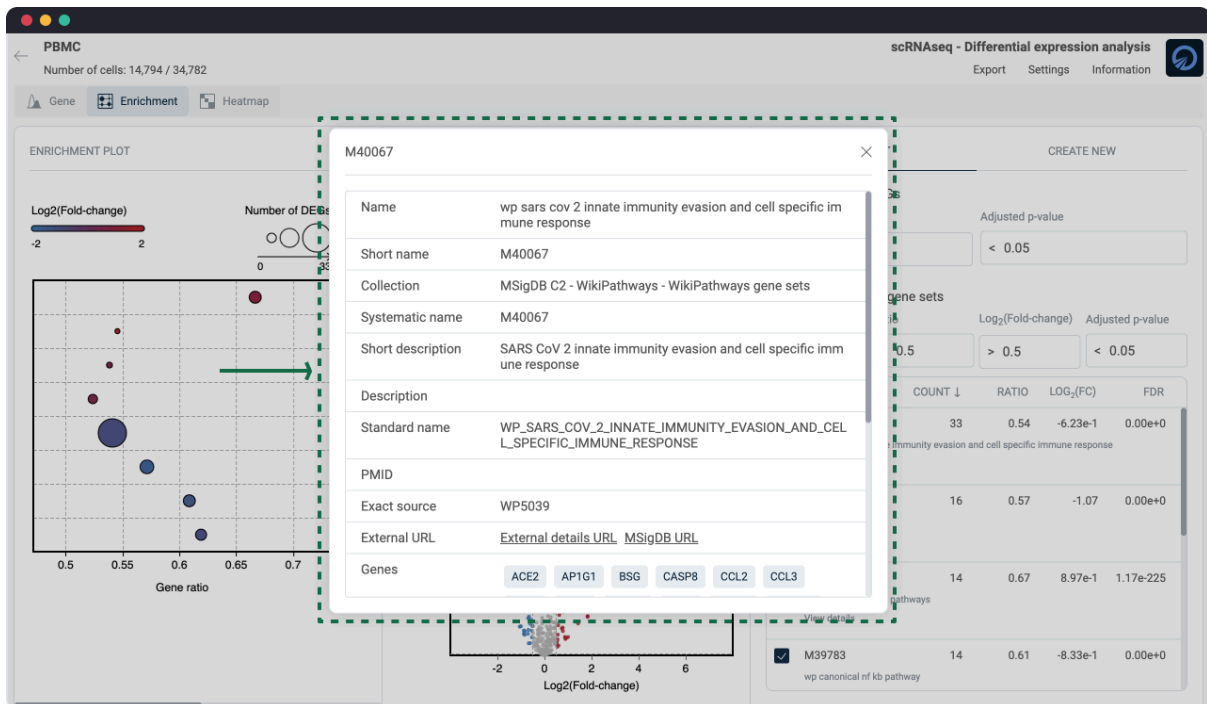 PBMC
Number of cells: 14,794 / 34,782
scRNAseq - Differential expression analysis
Export Settings Information
Gene Enrichment Heatmap
ENRICHMENT PLOT
CREATE NEW
Log2(Fold-change)
-2 2
Number of DEGs
0 33
0.5 0.55 0.6 0.65 0.7
Gene ratio
M40067
Name wp sars cov 2 innate immunity evasion and cell specific im
mune response
Short name M40067
Collection MSigDB C2 - WikiPathways - WikiPathways gene sets
Systematic name M40067
Short description SARS CoV 2 innate immunity evasion and cell specific imm
une response
Description
Standard name WP_SARS_COV_2_INNATE_IMMUNITY_EVASION_AND_CEL
L_SPECIFIC_IMMUNE_RESPONSE
PMID
Exact source WP5039
External URL External details URL MSigDB URL
Genes ACE2 AP1G1 BSG CASP8 CCL2 CCL3
-2 0 2 4 6
Log2(Fold-change)
Adjusted p-value
< 0.05
gene sets
Log2(Fold-change) Adjusted p-value
0.5 > 0.5 < 0.05
COUNT ↓ RATIO LOG2(FC) FDR
33 0.54 -6.23e-1 0.00e+0
immunity evasion and cell specific immune response
16 0.57 -1.07 0.00e+0
14 0.67 8.97e-1 1.17e-225
pathways
View details
M39783 14 0.61 -8.33e-1 0.00e+0
wp canonical nf kb pathway